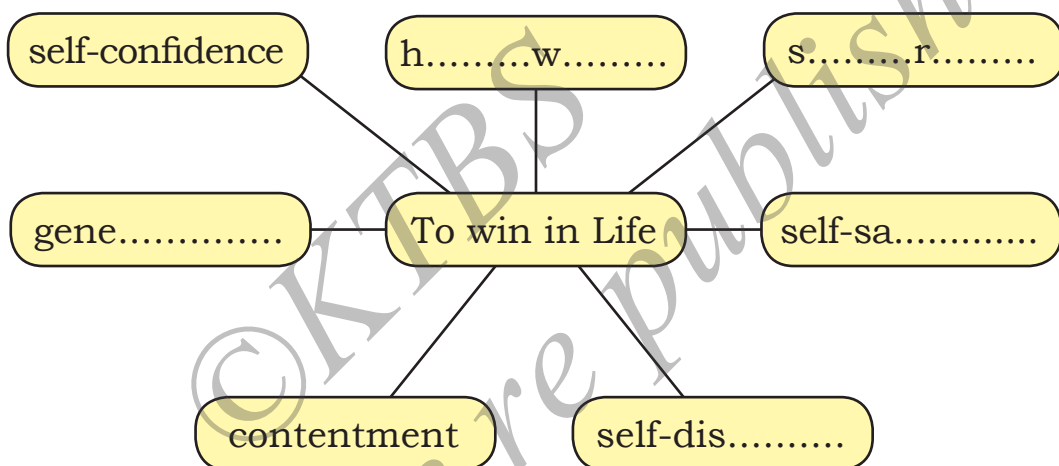 self-confidence
h.........w.........
s.........r.........
gene..............
To win in Life
self-sa.............
contentment
self-dis..........
©KTBS
re publish